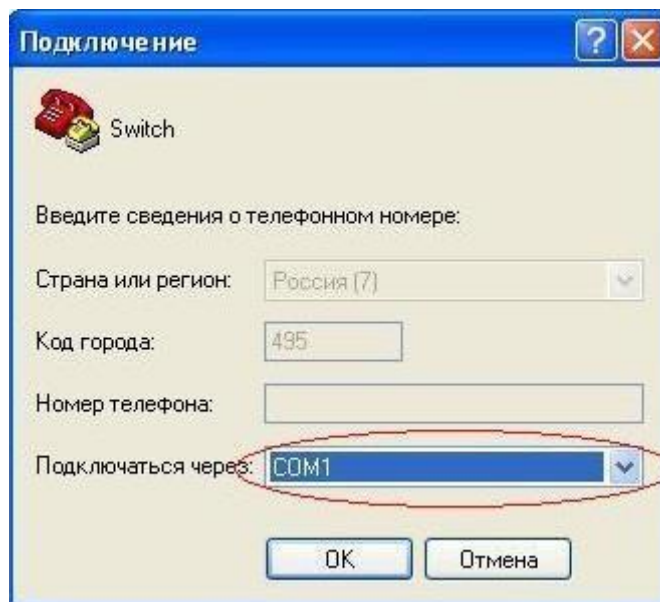 Подключение
Switch
Введите сведения о телефонном номере:
Страна или регион: Россия (7)
Код города: 495
Номер телефона:
Подключаться через: COM1
OK Отмена